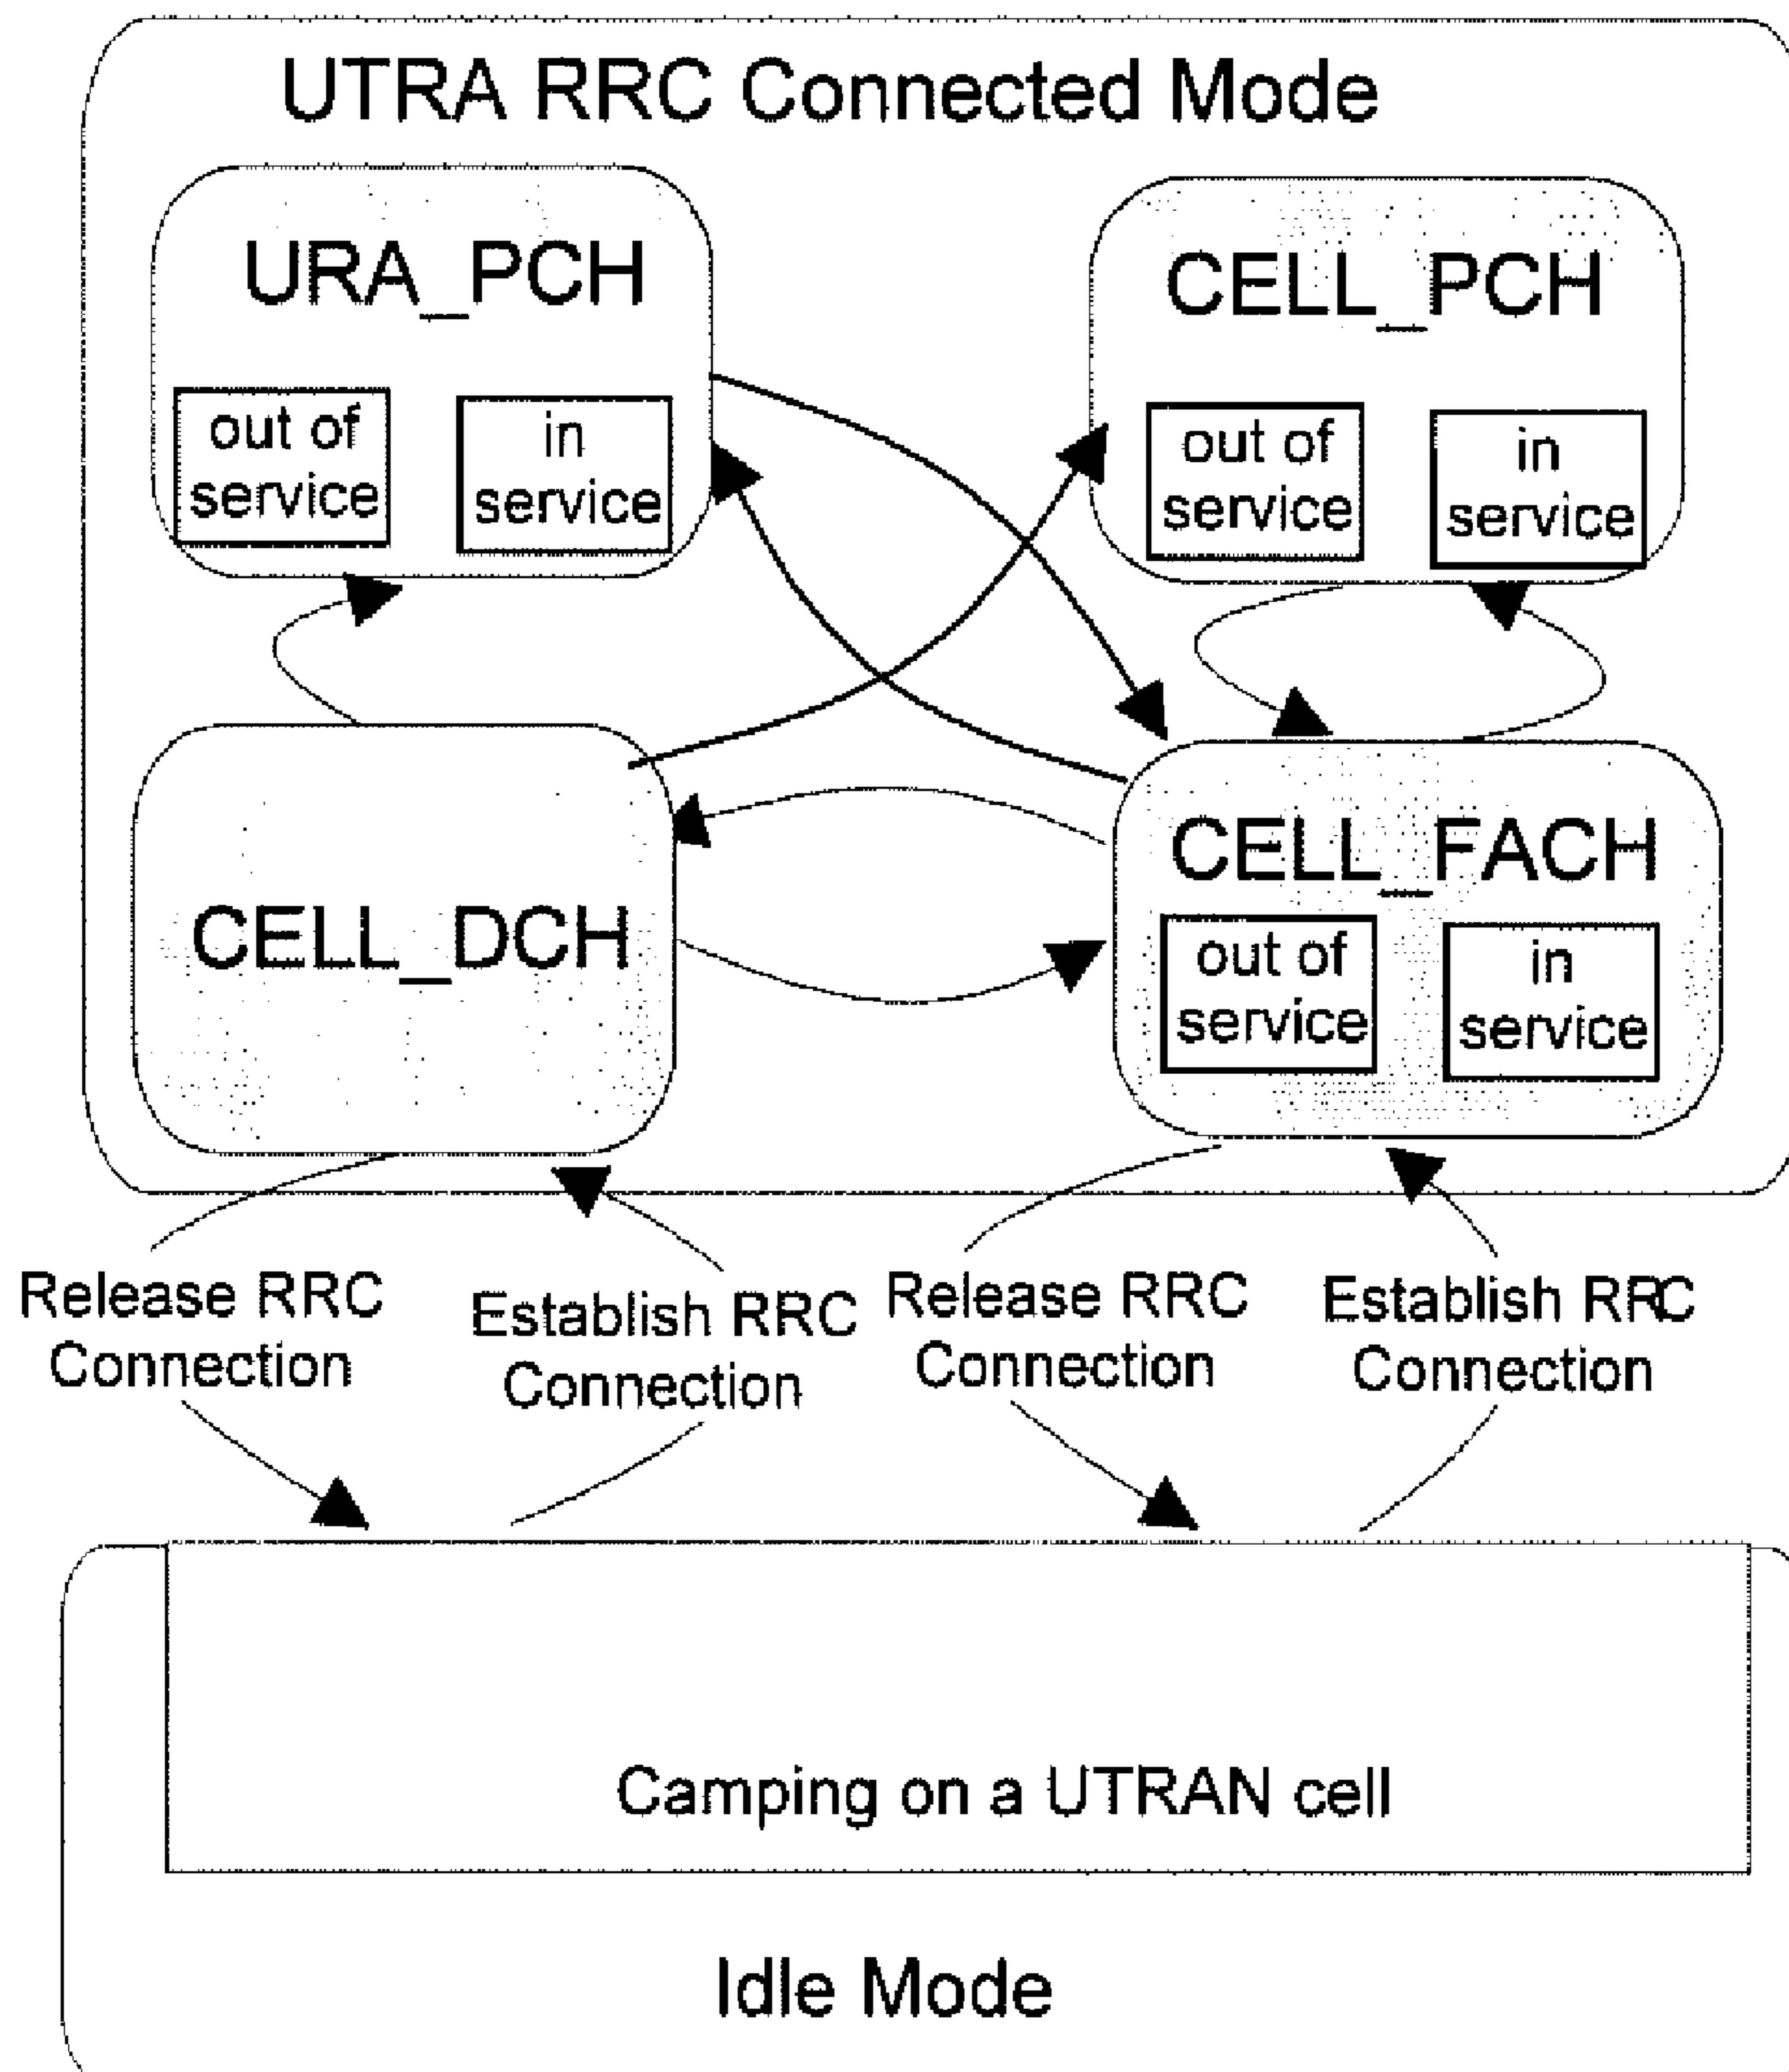 UTRA RRC Connected Mode
URA_PCH
out of
service
in
service
CELL_PCH
out of
service
in
service
CELL_DCH
CELL_FACH
out of
service
in
service
Release RRC
Connection
Establish RRC
Connection
Release RRC
Connection
Establish RRC
Connection
Camping on a UTRAN cell
Idle Mode